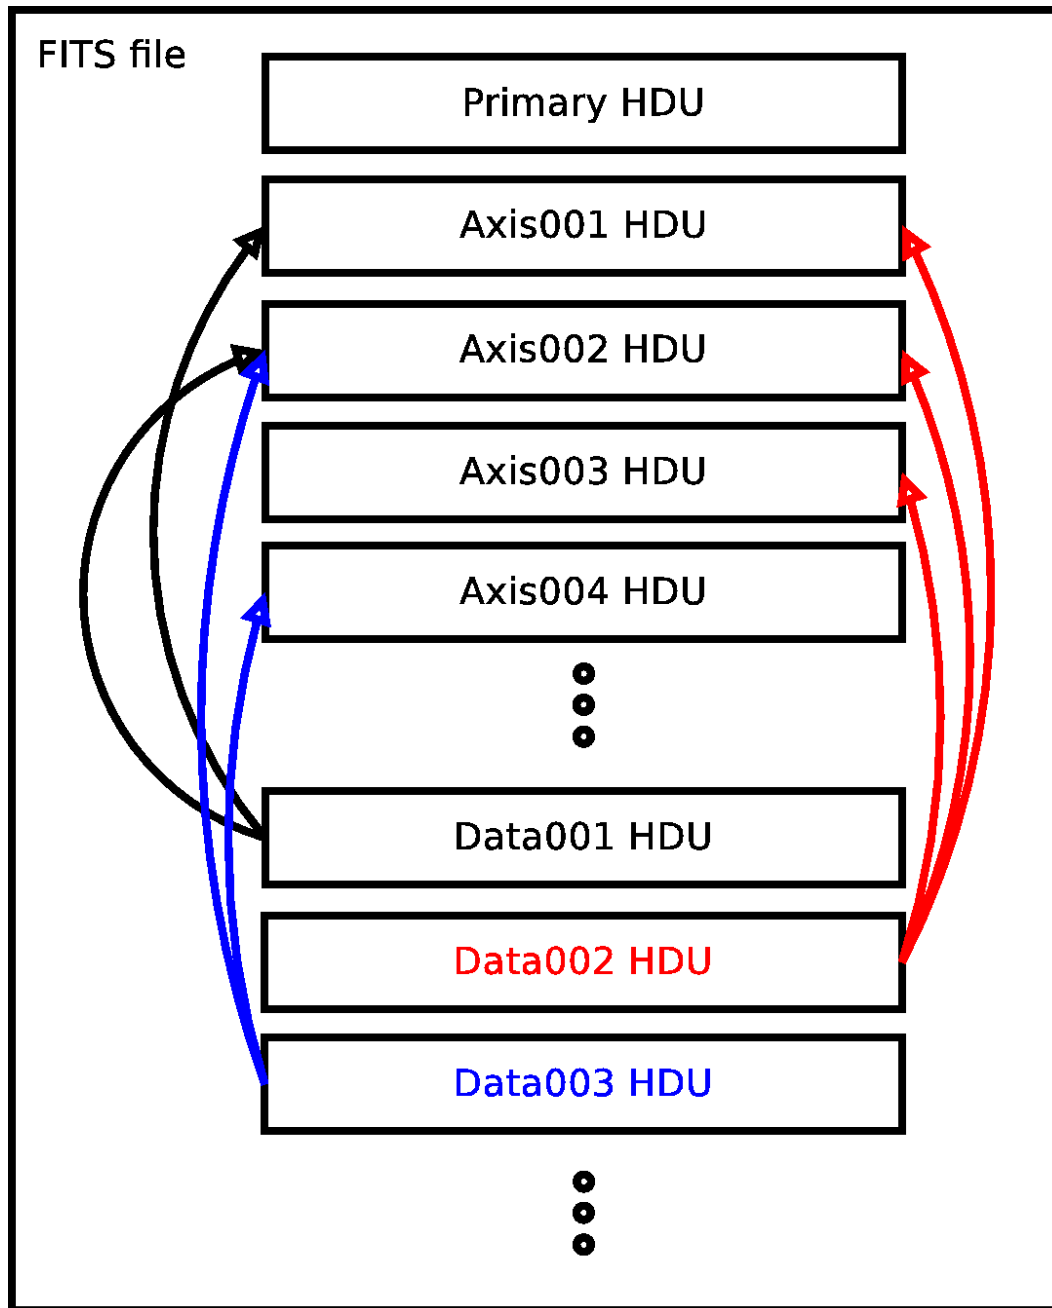 FITS file
Primary HDU
Axis001 HDU
Axis002 HDU
Axis003 HDU
Axis004 HDU
Data001 HDU
Data002 HDU
Data003 HDU